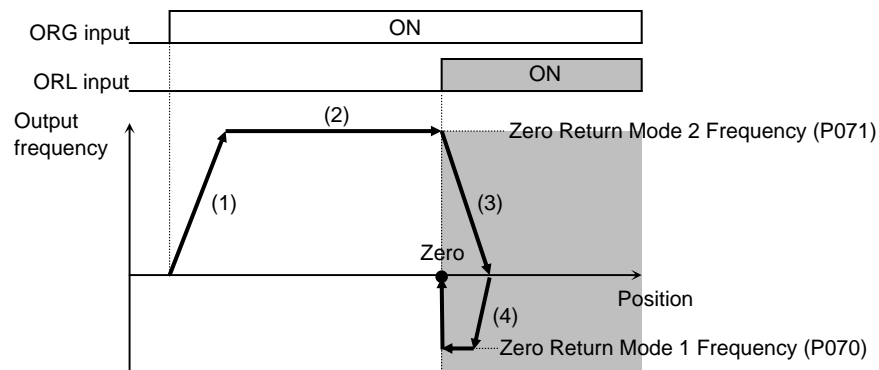 ORG input
ON
ORL input
ON
Output
frequency
(2)
Zero Return Mode 2 Frequency (P071)
(1)
(3)
Zero
Position
(4)
Zero Return Mode 1 Frequency (P070)